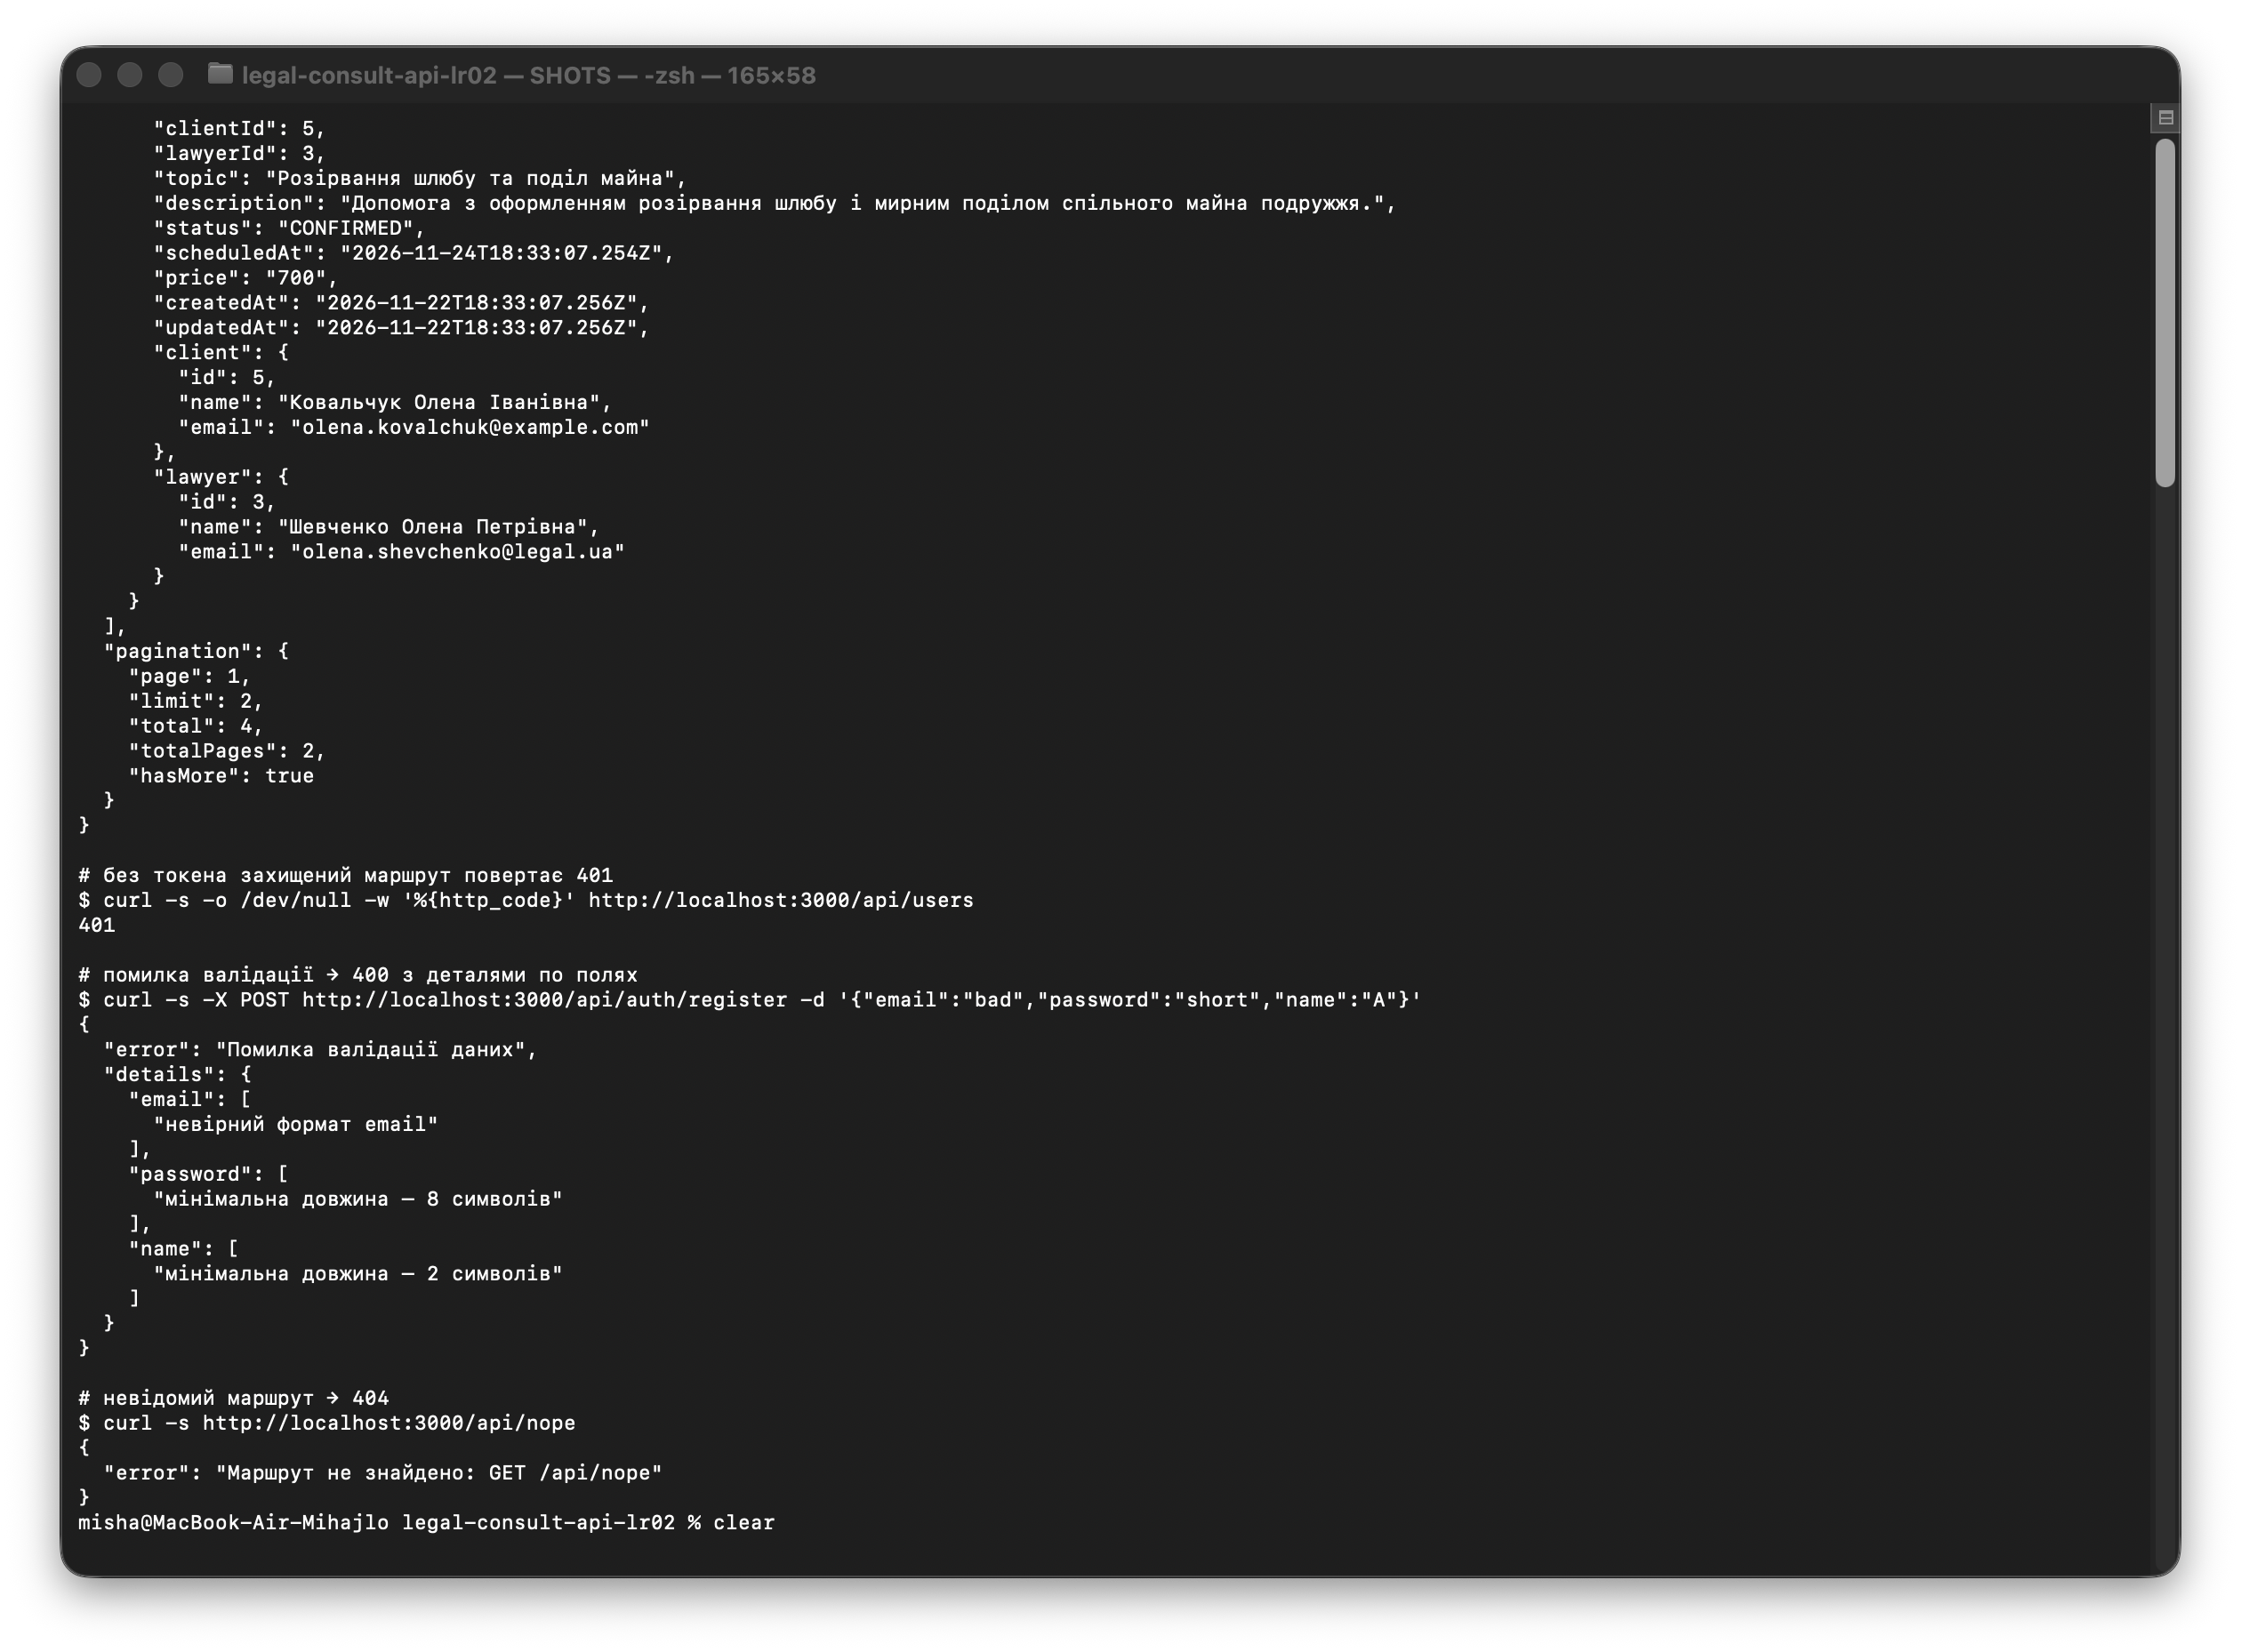 legal-consult-api-lr02 — SHOTS — -zsh — 165×58
      "clientId": 5,
      "lawyerId": 3,
      "topic": "Розірвання шлюбу та поділ майна",
      "description": "Допомога з оформленням розірвання шлюбу і мирним поділом спільного майна подружжя.",
      "status": "CONFIRMED",
      "scheduledAt": "2026-11-24T18:33:07.254Z",
      "price": "700",
      "createdAt": "2026-11-22T18:33:07.256Z",
      "updatedAt": "2026-11-22T18:33:07.256Z",
      "client": {
        "id": 5,
        "name": "Ковальчук Олена Іванівна",
        "email": "olena.kovalchuk@example.com"
      },
      "lawyer": {
        "id": 3,
        "name": "Шевченко Олена Петрівна",
        "email": "olena.shevchenko@legal.ua"
      }
    }
  ],
  "pagination": {
    "page": 1,
    "limit": 2,
    "total": 4,
    "totalPages": 2,
    "hasMore": true
  }
}

# без токена захищений маршрут повертає 401
$ curl -s -o /dev/null -w '%{http_code}' http://localhost:3000/api/users
401

# помилка валідації → 400 з деталями по полях
$ curl -s -X POST http://localhost:3000/api/auth/register -d '{"email":"bad","password":"short","name":"A"}'
{
  "error": "Помилка валідації даних",
  "details": {
    "email": [
      "невірний формат email"
    ],
    "password": [
      "мінімальна довжина — 8 символів"
    ],
    "name": [
      "мінімальна довжина — 2 символів"
    ]
  }
}

# невідомий маршрут → 404
$ curl -s http://localhost:3000/api/nope
{
  "error": "Маршрут не знайдено: GET /api/nope"
}
misha@MacBook-Air-Mihajlo legal-consult-api-lr02 % clear